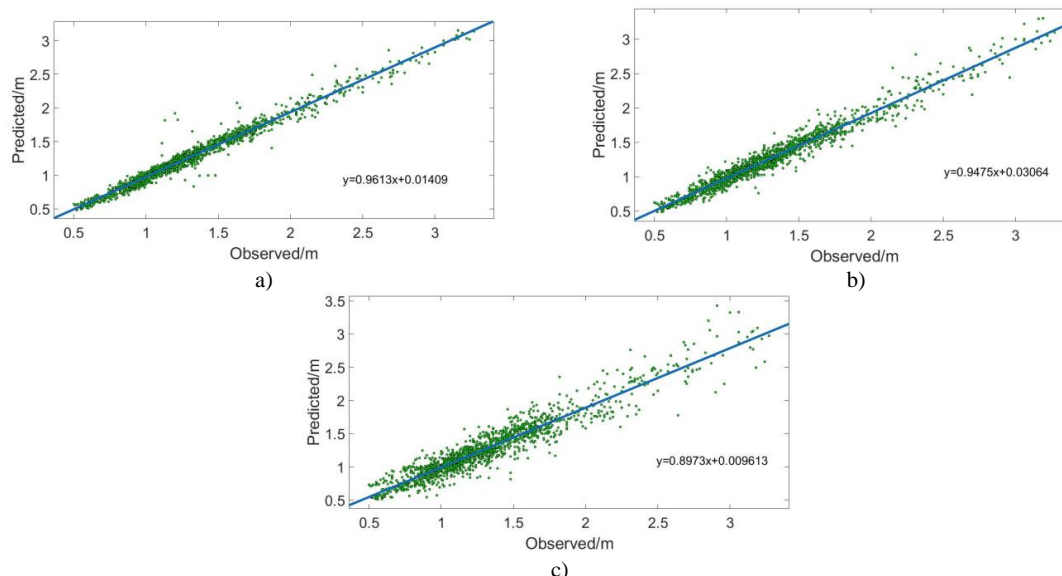 3
2.5
2
1.5
1
0.5
Predicted/m
y=0.9613x+0.01409
0.5 1 1.5 2 2.5 3
Observed/m
a)
3
2.5
2
1.5
1
0.5
Predicted/m
y=0.9475x+0.03064
0.5 1 1.5 2 2.5 3
Observed/m
b)
3.5
3
2.5
2
1.5
1
0.5
Predicted/m
y=0.8973x+0.009613
0.5 1 1.5 2 2.5 3
Observed/m
c)